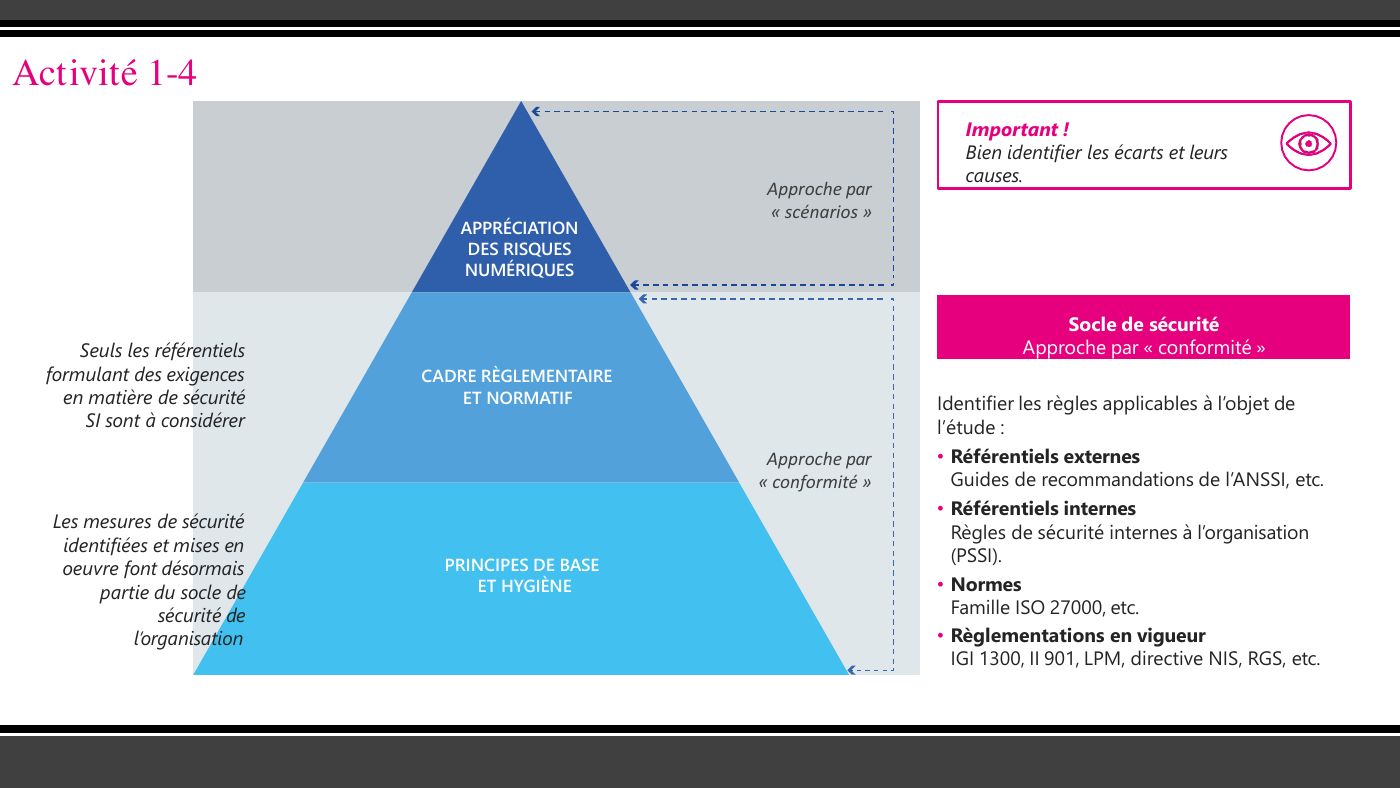 Activité 1-4
APPRÉCIATION
DES RISQUES
NUMÉRIQUES
Approche par
« scénarios »
CADRE RÈGLEMENTAIRE
ET NORMATIF
Approche par
« conformité »
PRINCIPES DE BASE
ET HYGIÈNE
Seuls les référentiels
formulant des exigences
en matière de sécurité
SI sont à considérer
Les mesures de sécurité
identifiées et mises en
oeuvre font désormais
partie du socle de
sécurité de
l’organisation
Important !
Bien identifier les écarts et leurs
causes.
Socle de sécurité
Approche par « conformité »
Identifier les règles applicables à l’objet de
l’étude :
• Référentiels externes
Guides de recommandations de l’ANSSI, etc.
• Référentiels internes
Règles de sécurité internes à l’organisation
(PSSI).
• Normes
Famille ISO 27000, etc.
• Règlementations en vigueur
IGI 1300, II 901, LPM, directive NIS, RGS, etc.